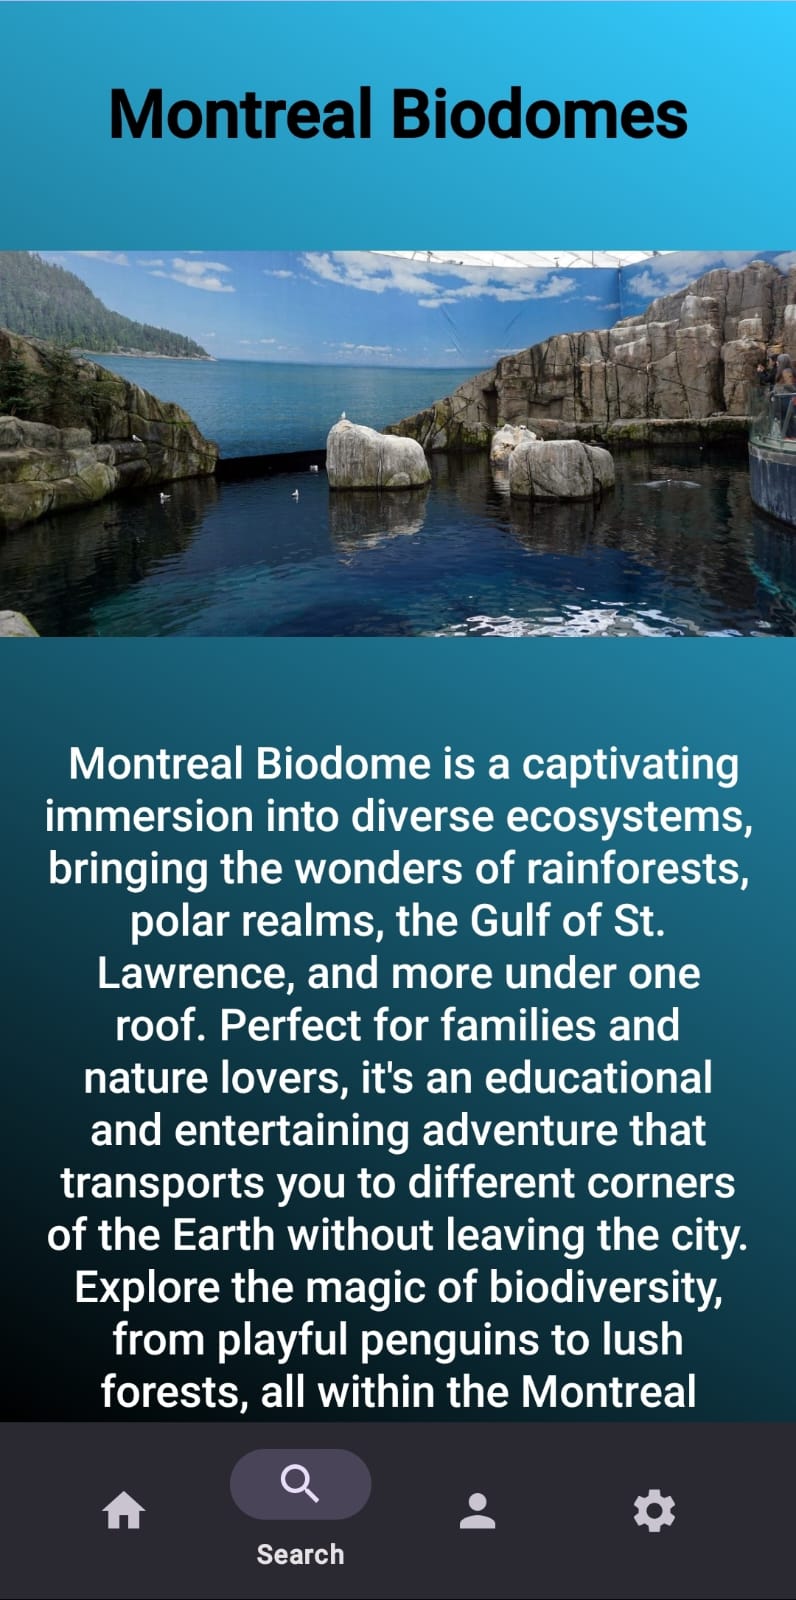 Montreal Biodomes
Montreal Biodome is a captivating
immersion into diverse ecosystems,
bringing the wonders of rainforests,
polar realms, the Gulf of St.
Lawrence, and more under one
roof. Perfect for families and
nature lovers, it's an educational
and entertaining adventure that
transports you to different corners
of the Earth without leaving the city.
Explore the magic of biodiversity,
from playful penguins to lush
forests, all within the Montreal
Search